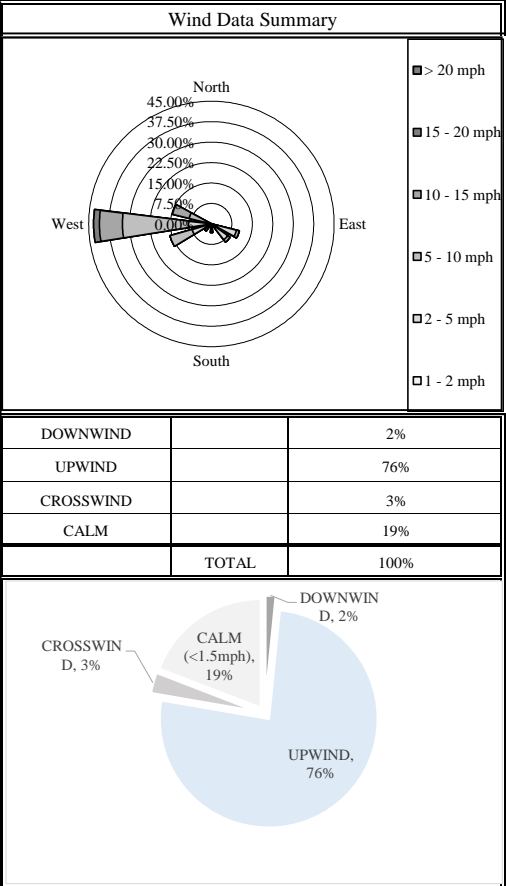 Wind Data Summary
North
45.00%
37.50%
30.00%
22.50%
15.00%
7.50%
0.00%
West
East
South
> 20 mph
15 - 20 mph
10 - 15 mph
5 - 10 mph
2 - 5 mph
1 - 2 mph
DOWNWIND 2%
UPWIND 76%
CROSSWIND 3%
CALM 19%
TOTAL 100%
DOWNWIN
D, 2%
CROSSWIN
D, 3%
CALM
(<1.5mph),
19%
UPWIND,
76%